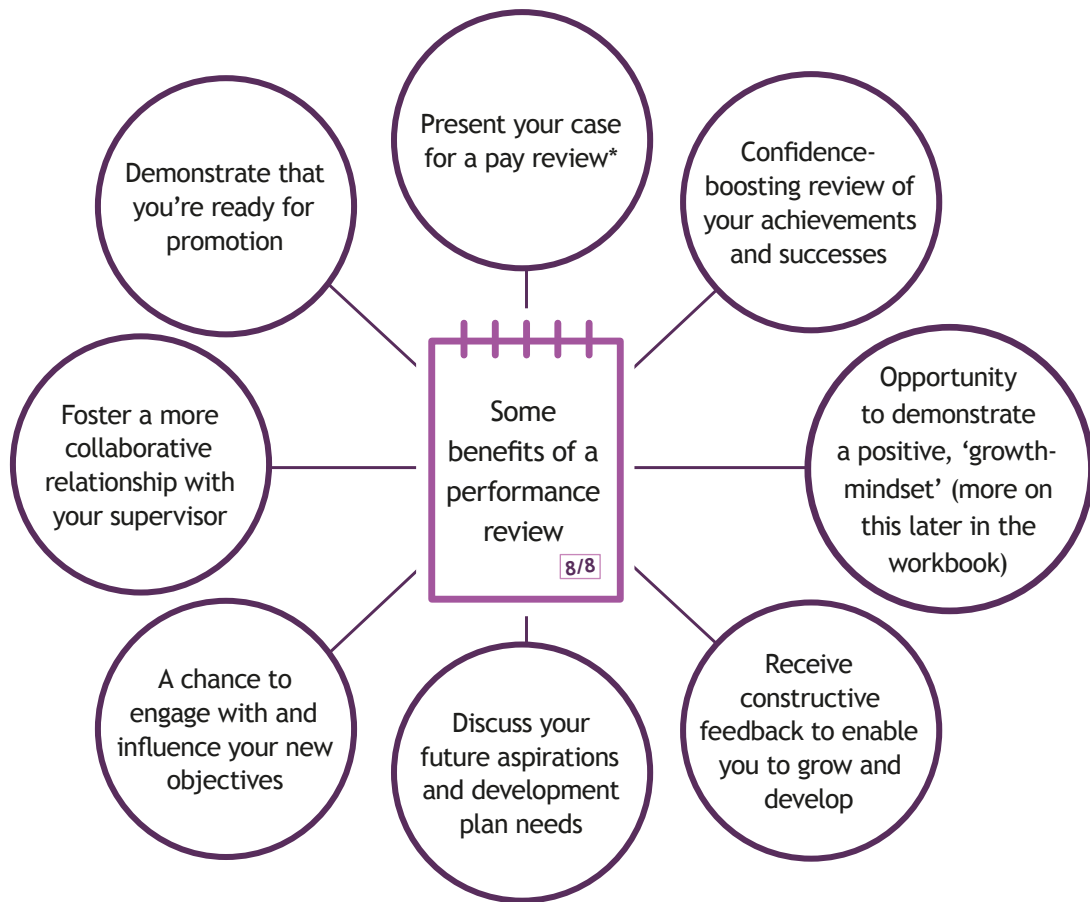 Present your case
for a pay review*
Confidence-
boosting review of
your achievements
and successes
Opportunity
to demonstrate
a positive, ‘growth-
mindset’ (more on
this later in the
workbook)
Receive
constructive
feedback to enable
you to grow and
develop
Discuss your
future aspirations
and development
plan needs
A chance to
engage with and
influence your new
objectives
Foster a more
collaborative
relationship with
your supervisor
Demonstrate that
you’re ready for
promotion
Some
benefits of a
performance
review
8/8